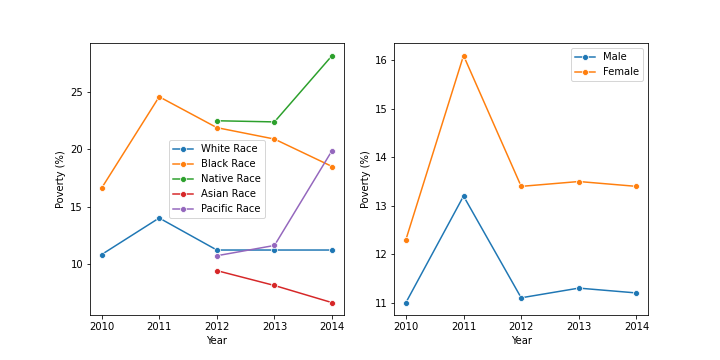 Poverty (%)
25
20
15
10
White Race
Black Race
Native Race
Asian Race
Pacific Race
2010 2011 2012 2013 2014
Year
Poverty (%)
16
15
14
13
12
11
Male
Female
2010 2011 2012 2013 2014
Year